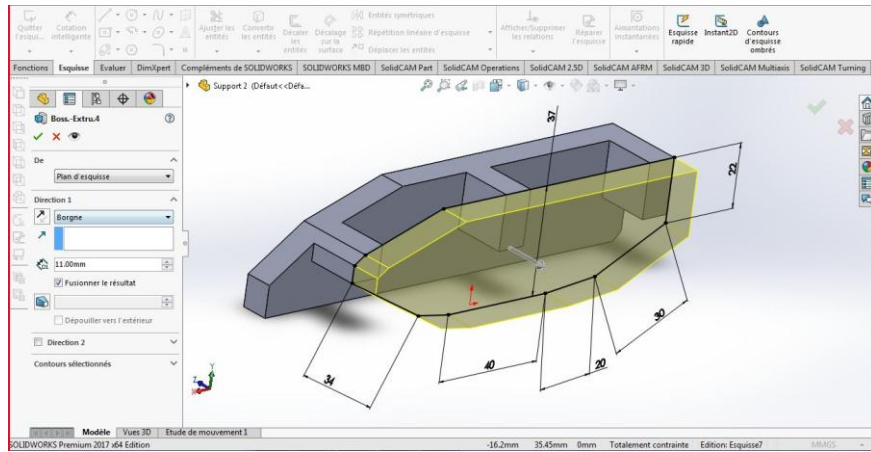 Quitter l'esqui...
Cotation intelligente
Ajuster les entités
Convertir les entités
Décaler les entités
Décalage sur la surface
Entités symétriques
Répétition linéaire d'esquisse
Déplacer les entités
Afficher/Supprimer les relations
Réparer l'esquisse
Aimantations instantanées
Esquisse rapide
Instant2D
Contours d'esquisse ombrés
Fonctions
Esquisse
Evaluer
DimXpert
Compléments de SOLIDWORKS
SOLIDWORKS MBD
SolidCAM Part
SolidCAM Operations
SolidCAM 2.5D
SolidCAM AFRM
SolidCAM 3D
SolidCAM Multiaxis
SolidCAM Turning
Support 2 (Défaut<<Défa...
Boss.-Extru.4
De
Plan d'esquisse
Direction 1
Borgne
11.00mm
Fusionner le résultat
Dépouiller vers l'extérieur
Direction 2
Contours sélectionnés
37
22
30
20
40
34
Z
Y
X
Modèle
Vues 3D
Etude de mouvement 1
SOLIDWORKS Premium 2017 x64 Edition
-16.2mm
35.45mm
0mm
Totalement contrainte
Edition: Esquisse7
MMGS